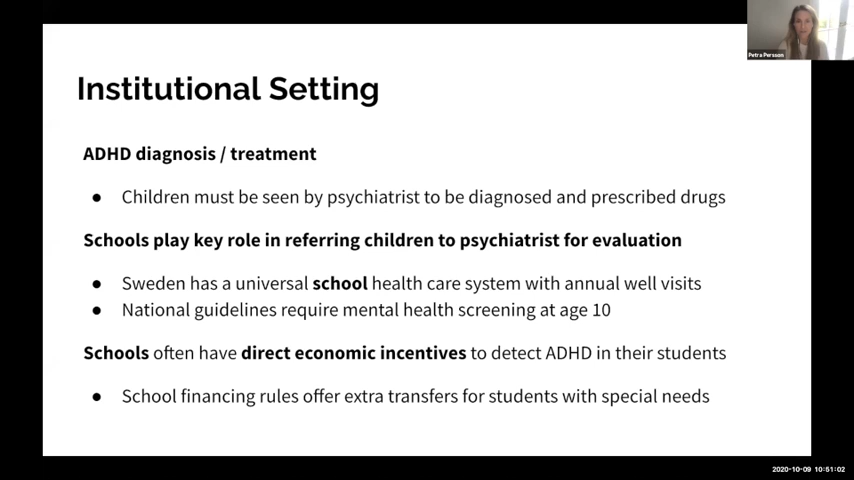 Petra Persson
Institutional Setting
ADHD diagnosis / treatment
● Children must be seen by psychiatrist to be diagnosed and prescribed drugs
Schools play key role in referring children to psychiatrist for evaluation
● Sweden has a universal school health care system with annual well visits
● National guidelines require mental health screening at age 10
Schools often have direct economic incentives to detect ADHD in their students
● School financing rules offer extra transfers for students with special needs
2020-10-09 10:51:02